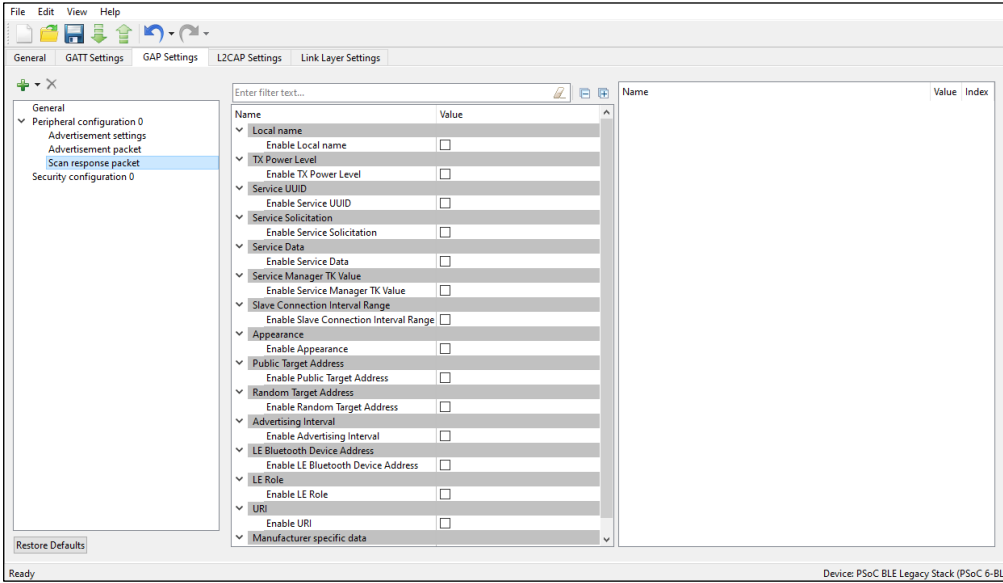 File Edit View Help
General GATT Settings GAP Settings L2CAP Settings Link Layer Settings
General
Peripheral configuration 0
Advertisement settings
Advertisement packet
Scan response packet
Security configuration 0
Restore Defaults
Enter filter text...
Name Value
Local name
Enable Local name
TX Power Level
Enable TX Power Level
Service UUID
Enable Service UUID
Service Solicitation
Enable Service Solicitation
Service Data
Enable Service Data
Service Manager TK Value
Enable Service Manager TK Value
Slave Connection Interval Range
Enable Slave Connection Interval Range
Appearance
Enable Appearance
Public Target Address
Enable Public Target Address
Random Target Address
Enable Random Target Address
Advertising Interval
Enable Advertising Interval
LE Bluetooth Device Address
Enable LE Bluetooth Device Address
LE Role
Enable LE Role
URI
Enable URI
Manufacturer specific data
Name Value Index
Ready Device: PSoC BLE Legacy Stack (PSoC 6-BL